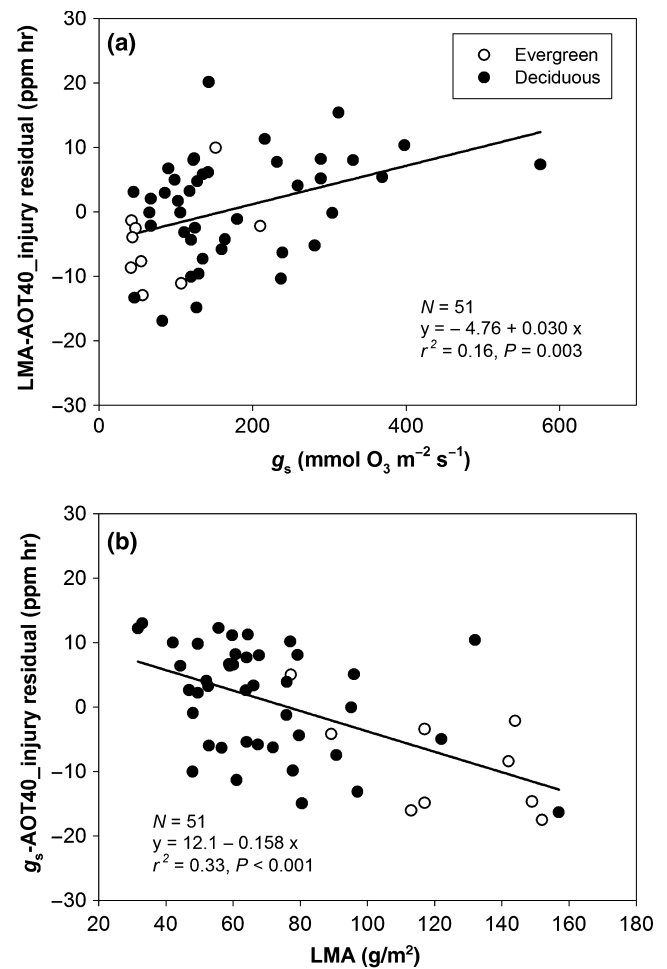 (a)
Evergreen
Deciduous
LMA-AOT40_injury residual (ppm hr)
30
20
10
0
−10
−20
−30
N = 51
y = − 4.76 + 0.030 x
r² = 0.16, P = 0.003
0 200 400 600
gₛ (mmol O₃ m⁻² s⁻¹)
(b)
gₛ-AOT40_injury residual (ppm hr)
30
20
10
0
−10
−20
−30
N = 51
y = 12.1 – 0.158 x
r² = 0.33, P < 0.001
20 40 60 80 100 120 140 160 180
LMA (g/m²)